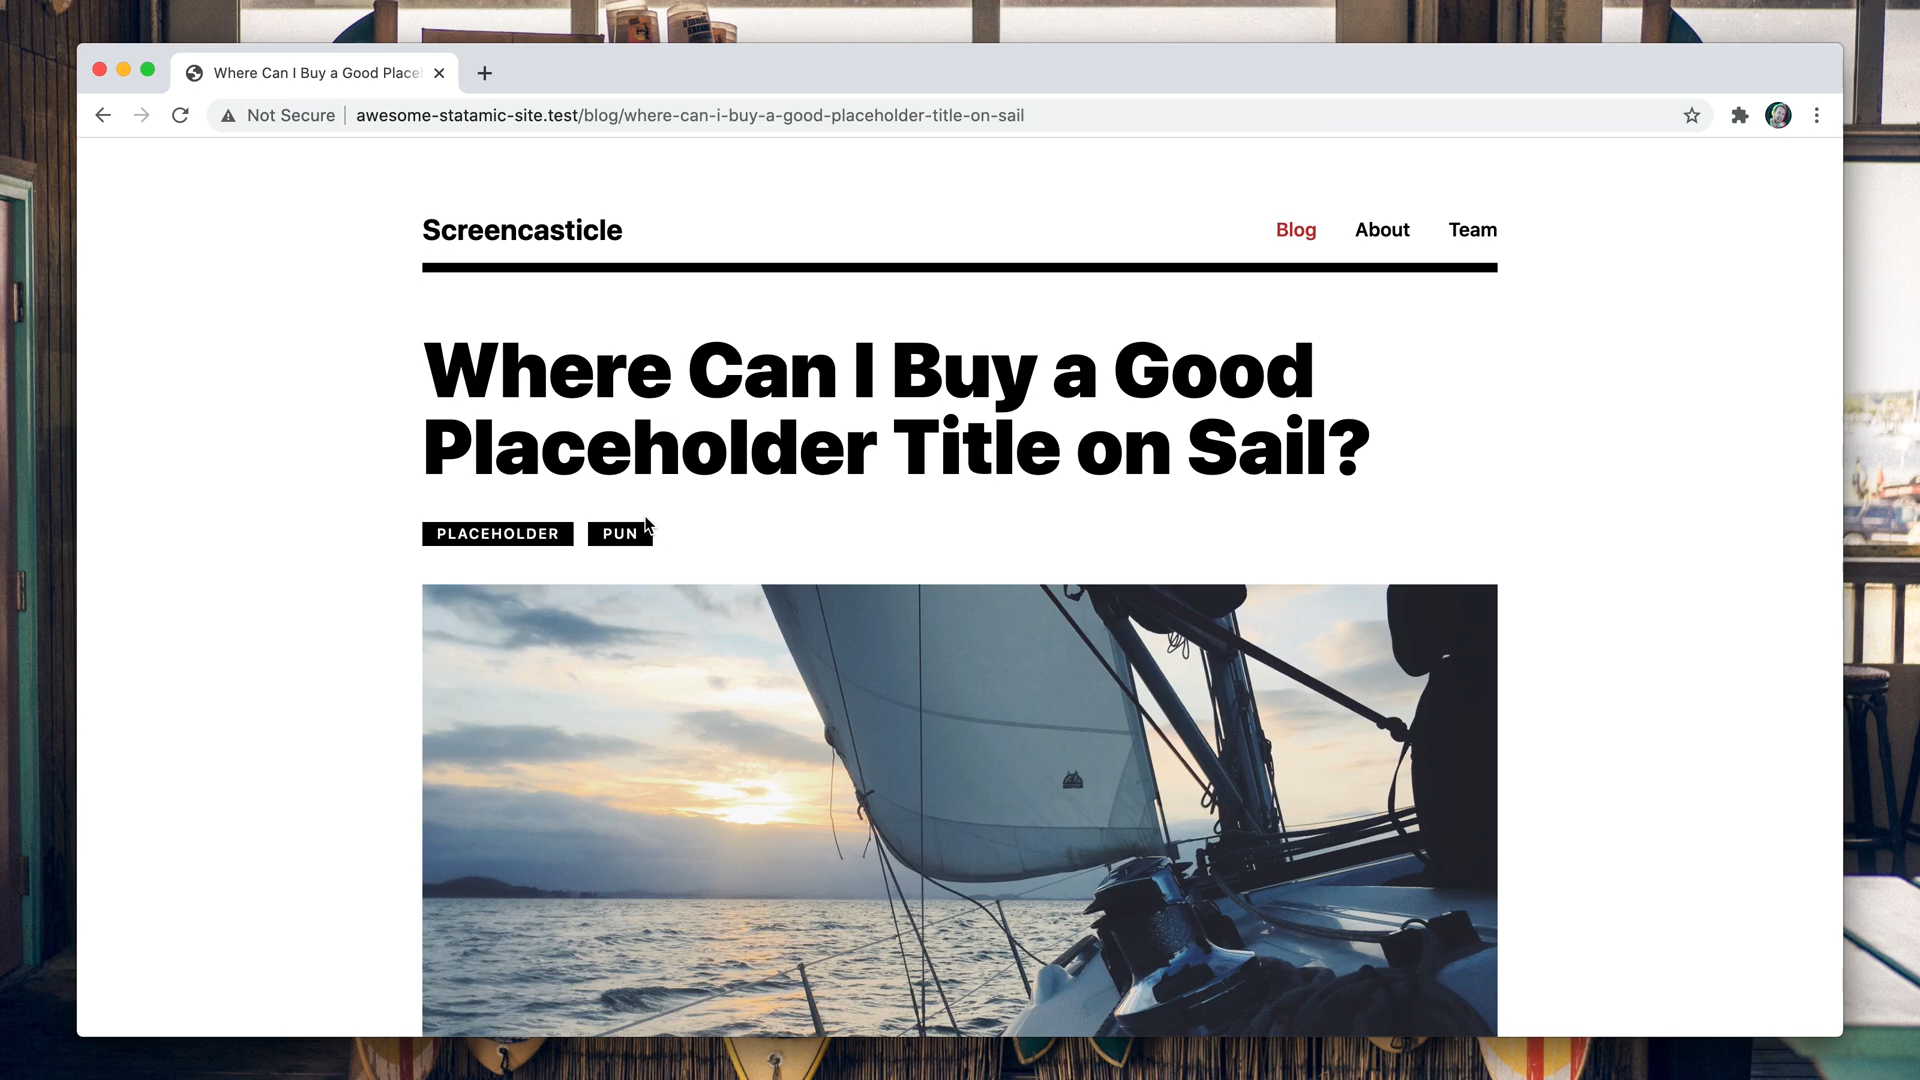 Where Can I Buy a Good Place
Not Secure
awesome-statamic-site.test/blog/where-can-i-buy-a-good-placeholder-title-on-sail
Screencasticle
Blog
About
Team
Where Can I Buy a Good
Placeholder Title on Sail?
PLACEHOLDER
PUN